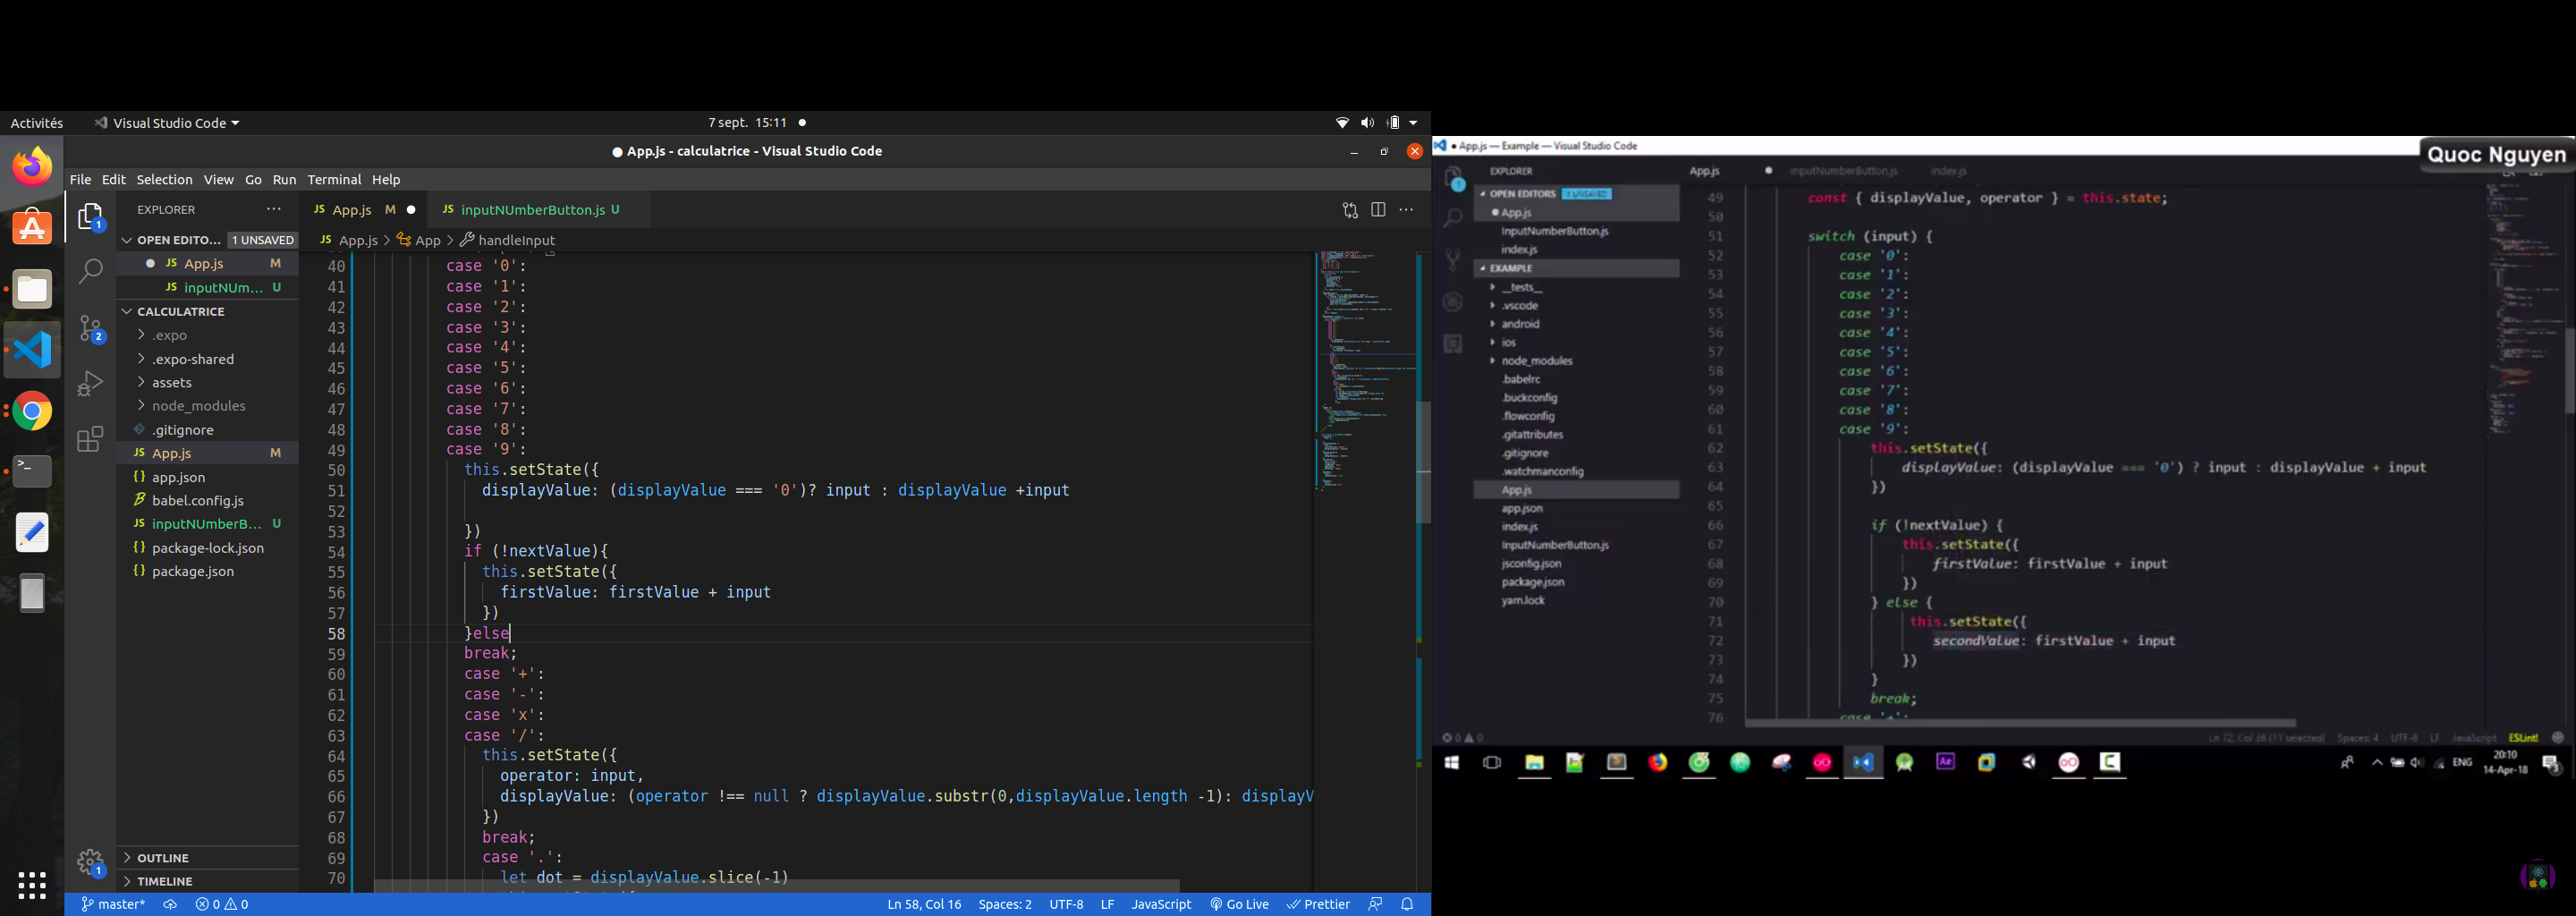 Activités
Visual Studio Code
7 sept. 15:11
App.js - calculatrice - Visual Studio Code
File Edit Selection View Go Run Terminal Help
EXPLORER
OPEN EDITO... 1 UNSAVED
JS App.js M
JS inputNUm... U
CALCULATRICE
.expo
.expo-shared
assets
node_modules
.gitignore
JS App.js M
{} app.json
babel.config.js
JS inputNUmberB... U
{} package-lock.json
{} package.json
OUTLINE
TIMELINE
JS App.js M
JS inputNUmberButton.js U
JS App.js > App > handleInput
40 case '0':
41 case '1':
42 case '2':
43 case '3':
44 case '4':
45 case '5':
46 case '6':
47 case '7':
48 case '8':
49 case '9':
50 this.setState({
51 displayValue: (displayValue === '0')? input : displayValue +input
52
53 })
54 if (!nextValue){
55 this.setState({
56 firstValue: firstValue + input
57 })
58 }else
59 break;
60 case '+':
61 case '-':
62 case 'x':
63 case '/':
64 this.setState({
65 operator: input,
66 displayValue: (operator !== null ? displayValue.substr(0,displayValue.length -1): displayV
67 })
68 break;
69 case '.':
70 let dot = displayValue.slice(-1)
master* 0 0
Ln 58, Col 16 Spaces: 2 UTF-8 LF JavaScript Go Live Prettier
App.js — Example — Visual Studio Code
Quoc Nguyen
EXPLORER
OPEN EDITORS 1 UNSAVED
App.js
InputNumberButton.js
index.js
EXAMPLE
__tests__
.vscode
android
ios
node_modules
.babelrc
.buckconfig
.flowconfig
.gitattributes
.gitignore
.watchmanconfig
App.js
app.json
index.js
InputNumberButton.js
jsconfig.json
package.json
yarn.lock
App.js
InputNumberButton.js
index.js
49 const { displayValue, operator } = this.state;
50
51 switch (input) {
52 case '0':
53 case '1':
54 case '2':
55 case '3':
56 case '4':
57 case '5':
58 case '6':
59 case '7':
60 case '8':
61 case '9':
62 this.setState({
63 displayValue: (displayValue === '0') ? input : displayValue + input
64 })
65
66 if (!nextValue) {
67 this.setState({
68 firstValue: firstValue + input
69 })
70 } else {
71 this.setState({
72 secondValue: firstValue + input
73 })
74 }
75 break;
76 case '+':
0 0
Ln 72, Col 36 (11 selected) Spaces: 4 UTF-8 LF JavaScript ESLint!
ENG
20:10
14-Apr-18